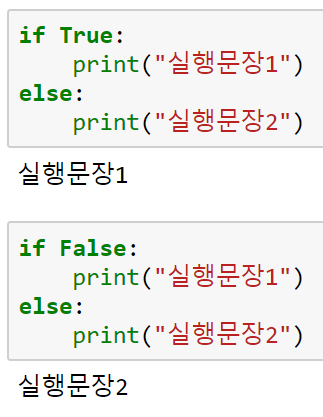 if True:
    print("실행문장1")
else:
    print("실행문장2")
실행문장1
if False:
    print("실행문장1")
else:
    print("실행문장2")
실행문장2